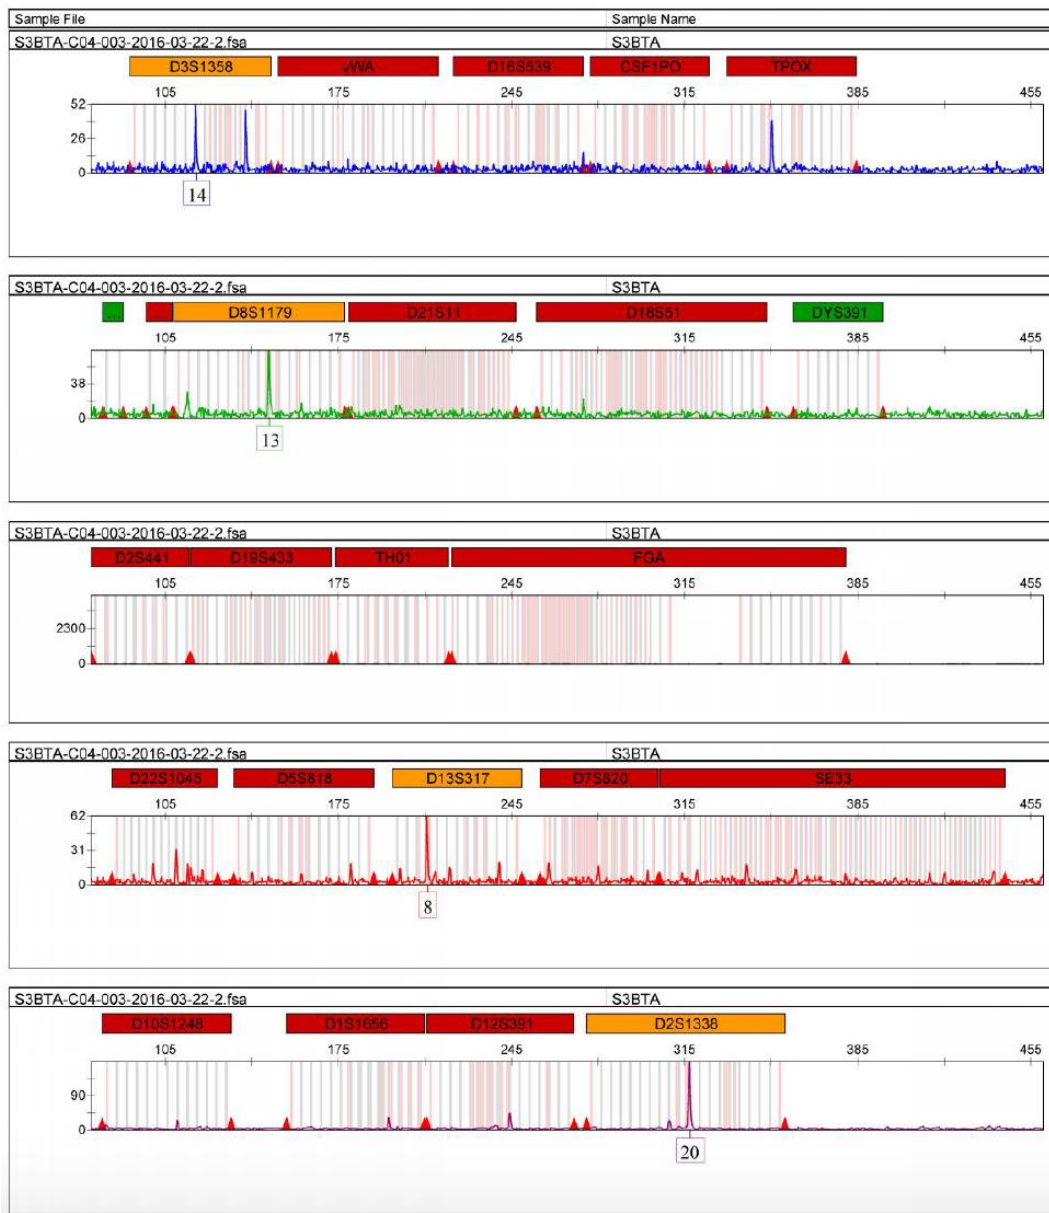 Sample File Sample Name
S3BTA-C04-003-2016-03-22-2.fsa S3BTA
D3S1358 vWA D16S539 CSF1PO TPOX
105 175 245 315 385 455
52
26
0
14
S3BTA-C04-003-2016-03-22-2.fsa S3BTA
... ... D8S1179 D21S11 D18S51 DYS391
105 175 245 315 385 455
38
0
13
S3BTA-C04-003-2016-03-22-2.fsa S3BTA
D2S441 D19S433 TH01 FGA
105 175 245 315 385 455
2300
0
S3BTA-C04-003-2016-03-22-2.fsa S3BTA
D22S1045 D5S818 D13S317 D7S820 SE33
105 175 245 315 385 455
62
31
0
8
S3BTA-C04-003-2016-03-22-2.fsa S3BTA
D10S1248 D1S1656 D12S391 D2S1338
105 175 245 315 385 455
90
0
20